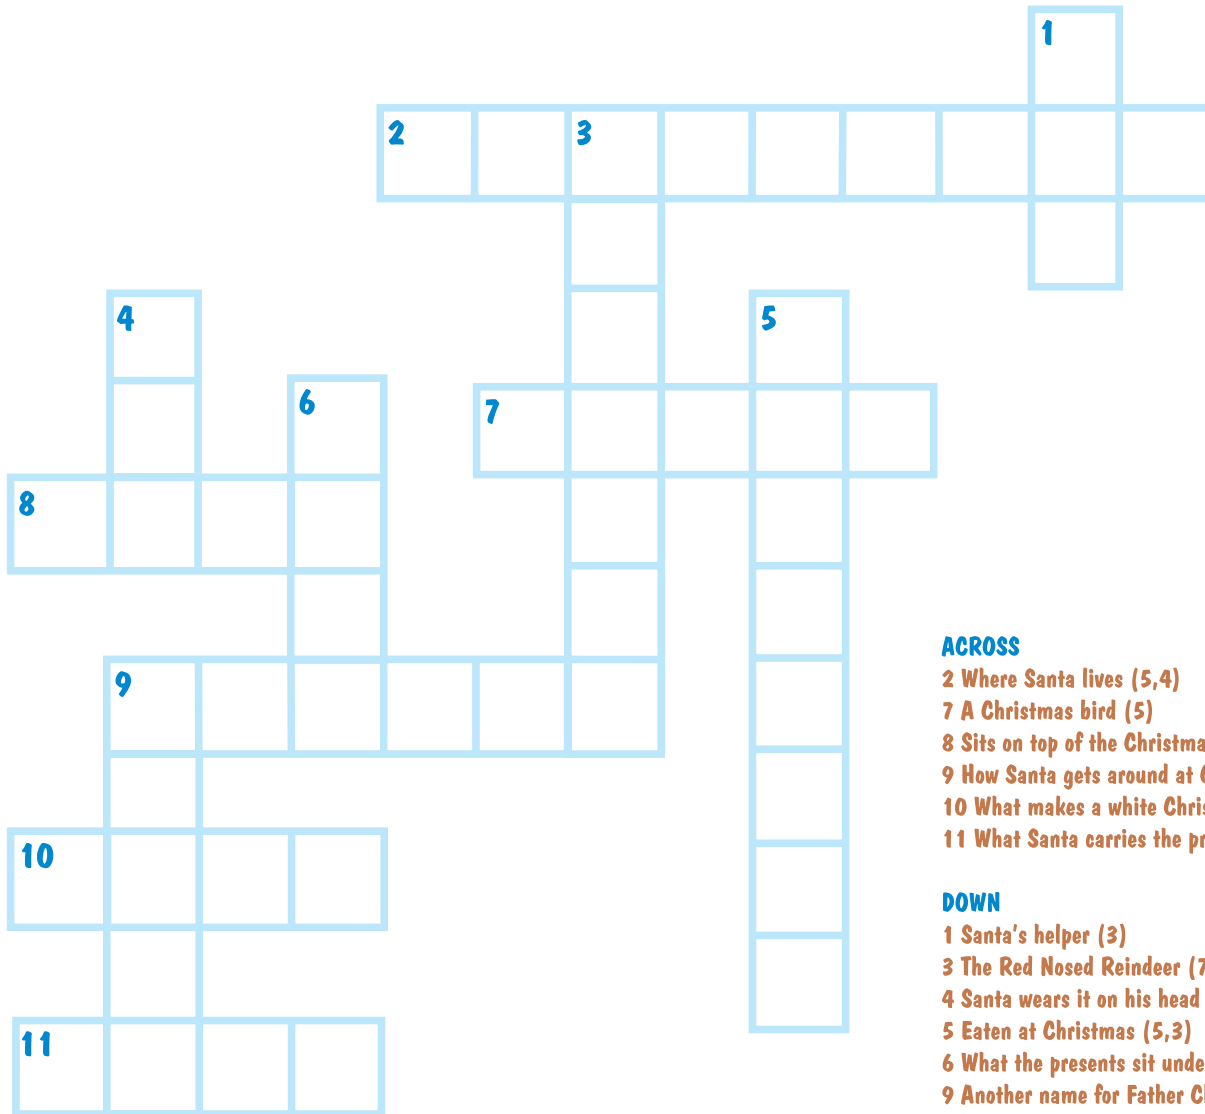 1
2 3
4 5
6
7
8
9
10
11
ACROSS
2 Where Santa lives (5,4)
7 A Christmas bird (5)
8 Sits on top of the Christma
9 How Santa gets around at
10 What makes a white Chris
11 What Santa carries the pr
DOWN
1 Santa's helper (3)
3 The Red Nosed Reindeer (7
4 Santa wears it on his head
5 Eaten at Christmas (5,3)
6 What the presents sit unde
9 Another name for Father Cl